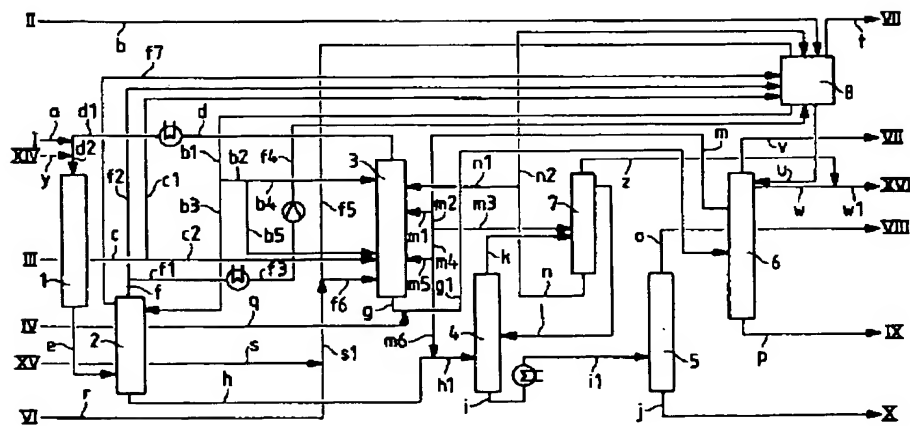 II b f7 n2 t VII
a d1 d f4 m v VII
I d2 b1 b2 3 z u
XIV y f2 c1 b4 f5 n1 7 w w1 XVI
b3 m2 m3 o VIII
b5 m1 m4 k 6
III c c2 m5 n
1 f1 f3 f6 g1
f g 4 5
IV q m6 i1 p IX
e 2 h1
XV s s1
h i j X
VI r
8